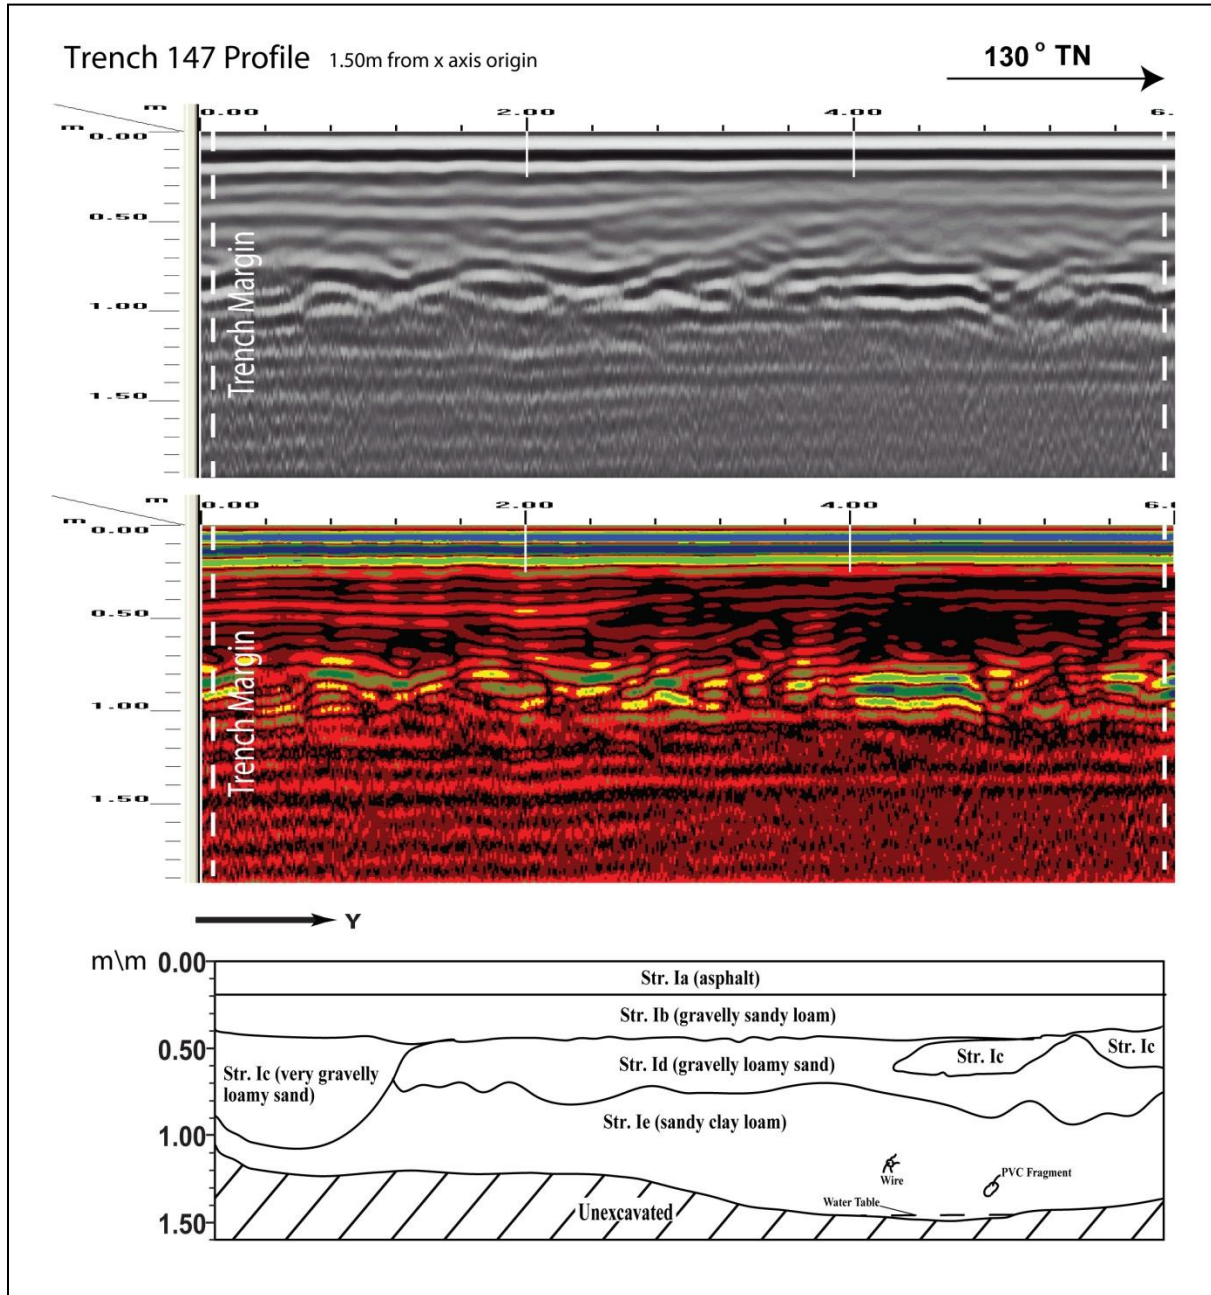 Trench 147 Profile 1.50m from x axis origin
130° TN
m 0.00 2.00 4.00 6.
m 0.00
0.50
1.00
1.50
Trench Margin
m 0.00 2.00 4.00 6.0
m 0.00
0.50
1.00
1.50
Trench Margin
Y
m\m 0.00
Str. Ia (asphalt)
Str. Ib (gravelly sandy loam)
0.50
Str. Ic
Str. Ic
Str. Id (gravelly loamy sand)
Str. Ic (very gravelly
loamy sand)
Str. Ie (sandy clay loam)
1.00
Wire
PVC Fragment
Water Table
Unexcavated
1.50